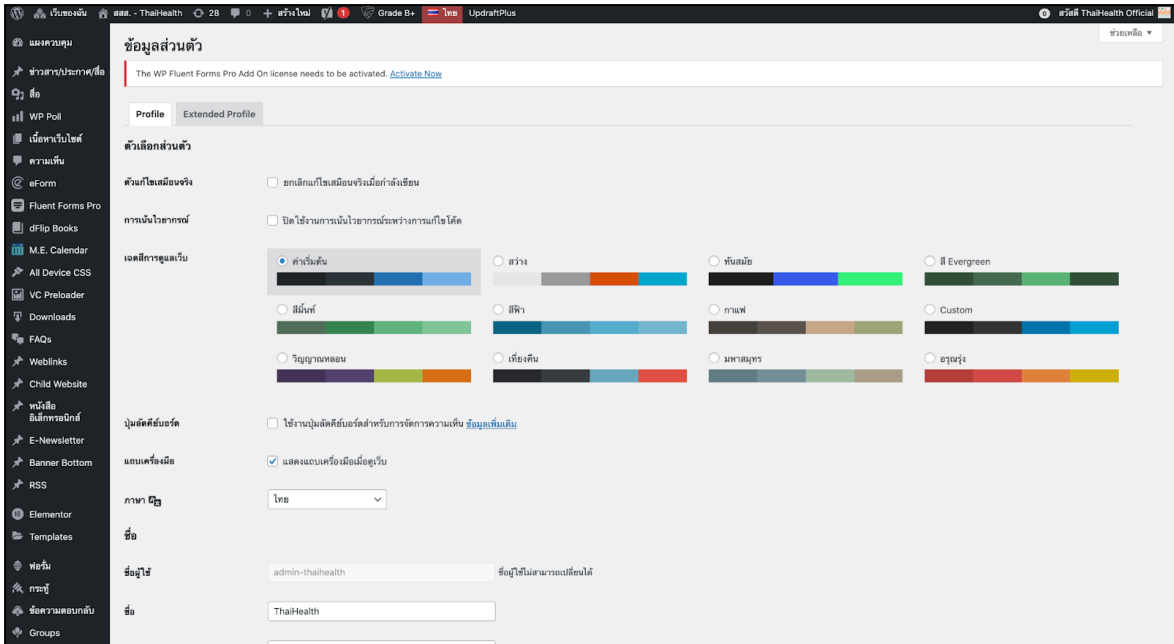 เว็บของฉัน สสส. - ThaiHealth 28 0 + สร้างใหม่ 1 Grade B+ ไทย UpdraftPlus 0 สวัสดี ThaiHealth Official
ช่วยเหลือ ▼
แผงควบคุม
ข่าวสาร/ประกาศ/สื่อ
สื่อ
WP Poll
เนื้อหาเว็บไซต์
ความเห็น
eForm
Fluent Forms Pro
dFlip Books
M.E. Calendar
All Device CSS
VC Preloader
Downloads
FAQs
Weblinks
Child Website
หนังสือ
อิเล็กทรอนิกส์
E-Newsletter
Banner Bottom
RSS
Elementor
Templates
ฟอรั่ม
กระทู้
ข้อความตอบกลับ
Groups
ข้อมูลส่วนตัว
The WP Fluent Forms Pro Add On license needs to be activated. Activate Now
Profile Extended Profile
ตัวเลือกส่วนตัว
ตัวแก้ไขเสมือนจริง ยกเลิกแก้ไขเสมือนจริงเมื่อกำลังเขียน
การเน้นไวยากรณ์ ปิดใช้งานการเน้นไวยากรณ์ระหว่างการแก้ไขโค้ด
เฉดสีการดูแลเว็บ ค่าเริ่มต้น สว่าง ทันสมัย สี Evergreen
สีมิ้นท์ สีฟ้า กาแฟ Custom
วิญญาณหลอน เที่ยงคืน มหาสมุทร อรุณรุ่ง
ปุ่มลัดคีย์บอร์ด ใช้งานปุ่มลัดคีย์บอร์ดสำหรับการจัดการความเห็น ข้อมูลเพิ่มเติม
แถบเครื่องมือ แสดงแถบเครื่องมือเมื่อดูเว็บ
ภาษา ไทย
ชื่อ
ชื่อผู้ใช้ admin-thaihealth ชื่อผู้ใช้ไม่สามารถเปลี่ยนได้
ชื่อ ThaiHealth